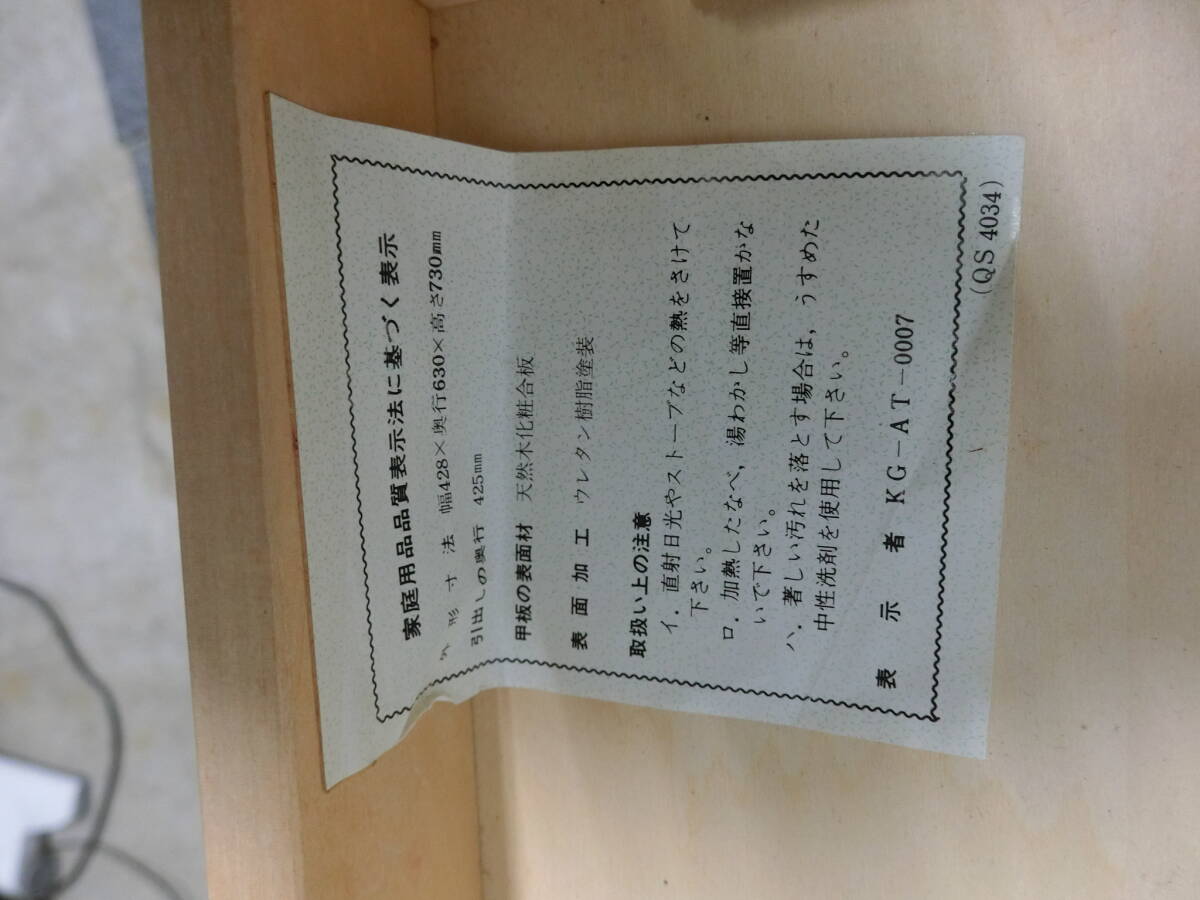 家庭用品品質表示法に基づく表示
外形寸法 幅428×奥行630×高さ730mm
引出しの奥行 425mm
甲板の表面材 天然木化粧合板
表面加工 ウレタン樹脂塗装
取扱い上の注意
イ．直射日光やストーブなどの熱をさけて
下さい。
ロ．加熱したなべ，湯わかし等直接置かな
いで下さい。
ハ．著しい汚れを落とす場合は，うすめた
中性洗剤を使用して下さい。
表示者 KG－AT－0007
(QS 4034)